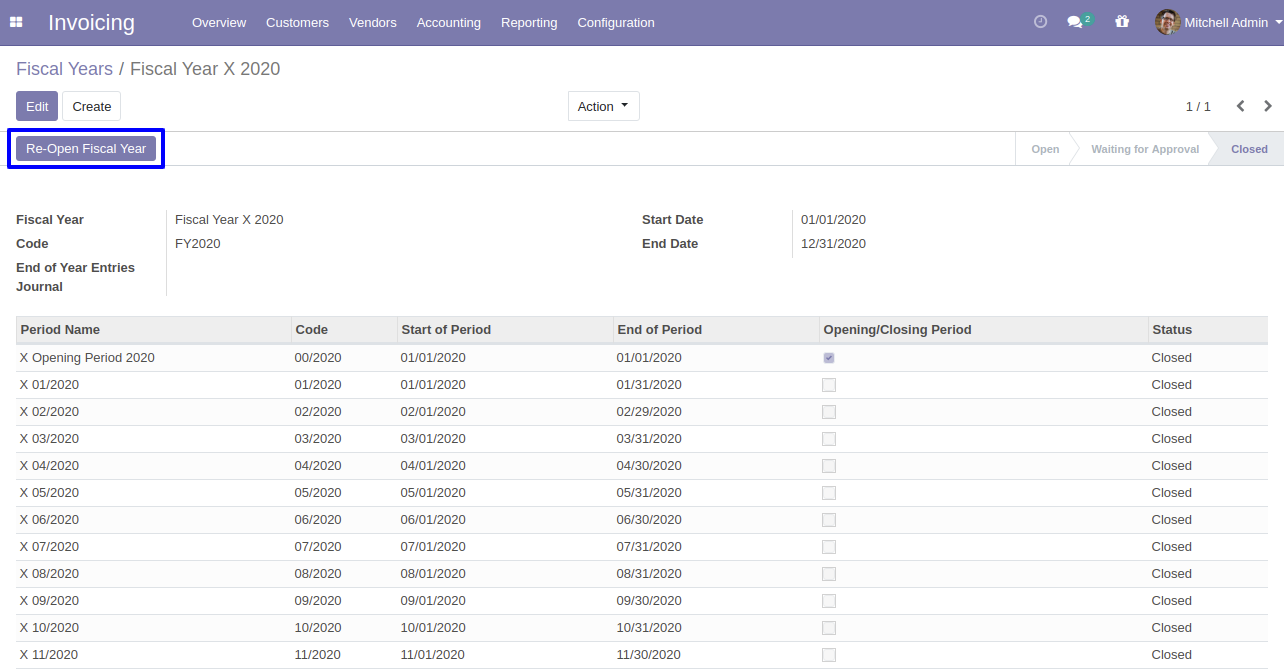 Invoicing Overview Customers Vendors Accounting Reporting Configuration 2 Mitchell Admin
Fiscal Years / Fiscal Year X 2020
Edit Create Action 1 / 1
Re-Open Fiscal Year Open Waiting for Approval Closed
Fiscal Year Fiscal Year X 2020 Start Date 01/01/2020
Code FY2020 End Date 12/31/2020
End of Year Entries
Journal
Period Name Code Start of Period End of Period Opening/Closing Period Status
X Opening Period 2020 00/2020 01/01/2020 01/01/2020 Closed
X 01/2020 01/2020 01/01/2020 01/31/2020 Closed
X 02/2020 02/2020 02/01/2020 02/29/2020 Closed
X 03/2020 03/2020 03/01/2020 03/31/2020 Closed
X 04/2020 04/2020 04/01/2020 04/30/2020 Closed
X 05/2020 05/2020 05/01/2020 05/31/2020 Closed
X 06/2020 06/2020 06/01/2020 06/30/2020 Closed
X 07/2020 07/2020 07/01/2020 07/31/2020 Closed
X 08/2020 08/2020 08/01/2020 08/31/2020 Closed
X 09/2020 09/2020 09/01/2020 09/30/2020 Closed
X 10/2020 10/2020 10/01/2020 10/31/2020 Closed
X 11/2020 11/2020 11/01/2020 11/30/2020 Closed